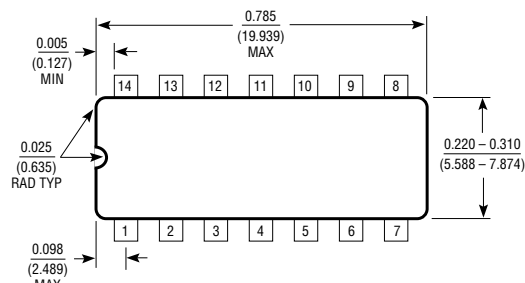 0.785
(19.939)
MAX
0.005
(0.127)
MIN
14 13 12 11 10 9 8
0.025
(0.635)
RAD TYP
0.220 – 0.310
(5.588 – 7.874)
1 2 3 4 5 6 7
0.098
(2.489)
MAX